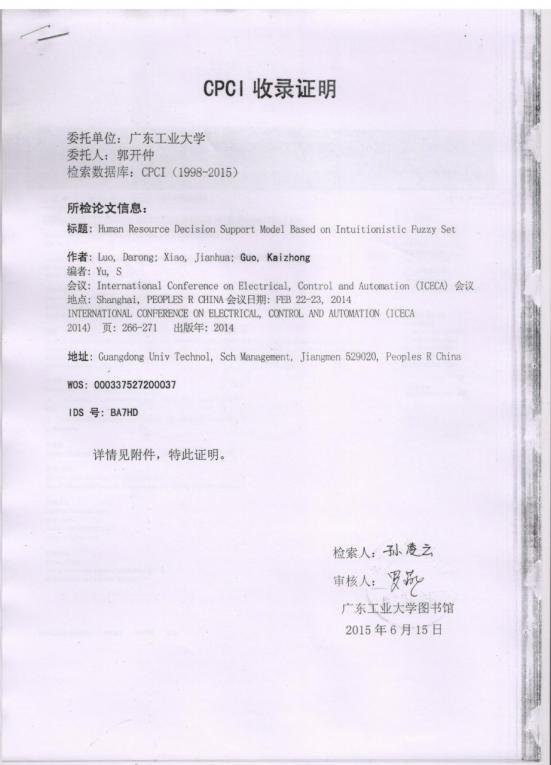 CPCI 收录证明
委托单位：广东工业大学
委托人：郭开仲
检索数据库：CPCI（1998-2015）
所检论文信息：
标题：Human Resource Decision Support Model Based on Intuitionistic Fuzzy Set
作者：Luo, Darong; Xiao, Jianhua; Guo, Kaizhong
编者：Yu, S
会议：International Conference on Electrical, Control and Automation (ICECA) 会议
地点：Shanghai, PEOPLES R CHINA 会议日期：FEB 22-23, 2014
INTERNATIONAL CONFERENCE ON ELECTRICAL, CONTROL AND AUTOMATION (ICECA
2014) 页：266-271 出版年：2014
地址：Guangdong Univ Technol, Sch Management, Jiangmen 529020, Peoples R China
WOS: 000337527200037
IDS 号：BA7HD
详情见附件，特此证明。
检索人：孙凌云
审核人：罗
广东工业大学图书馆
2015 年 6 月 15 日